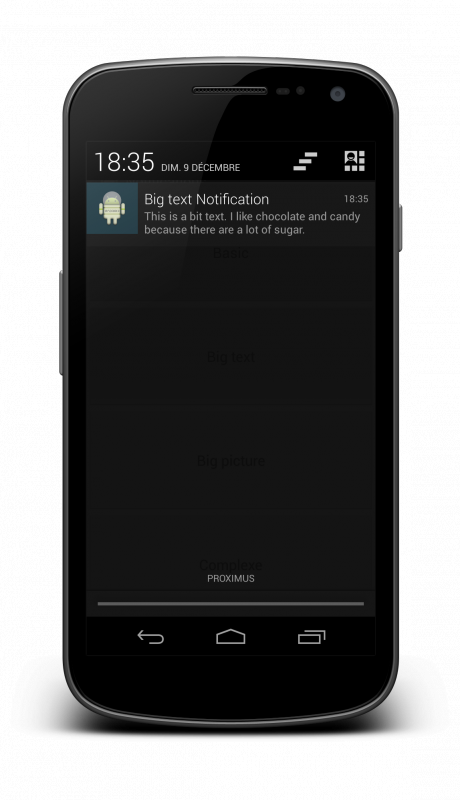 18:35 DIM. 9 DÉCEMBRE
Big text Notification 18:35
This is a bit text. I like chocolate and candy
because there are a lot of sugar.
Basic
Big text
Big picture
Complexe
PROXIMUS